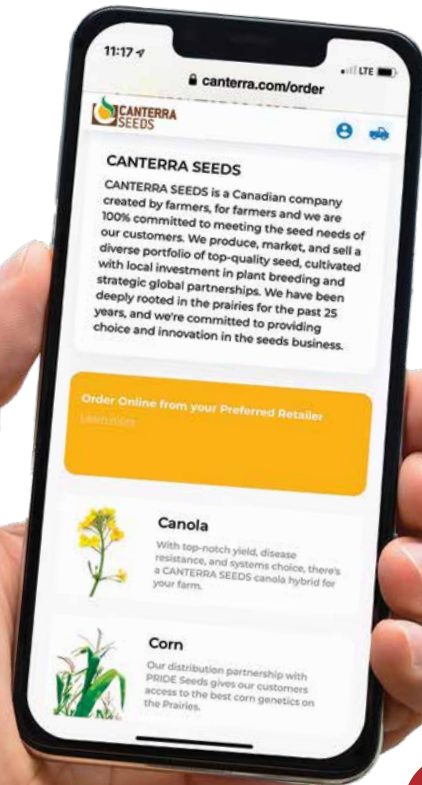 11:17
LTE
canterra.com/order
CANTERRA
SEEDS
CANTERRA SEEDS
CANTERRA SEEDS is a Canadian company
created by farmers, for farmers and we are
100% committed to meeting the seed needs of
our customers. We produce, market, and sell a
diverse portfolio of top-quality seed, cultivated
with local investment in plant breeding and
strategic global partnerships. We have been
deeply rooted in the prairies for the past 25
years, and we're committed to providing
choice and innovation in the seeds business.
Order Online from your Preferred Retailer
Learn more
Canola
With top-notch yield, disease
resistance, and systems choice, there's
a CANTERRA SEEDS canola hybrid for
your farm.
Corn
Our distribution partnership with
PRIDE Seeds gives our customers
access to the best corn genetics on
the Prairies.